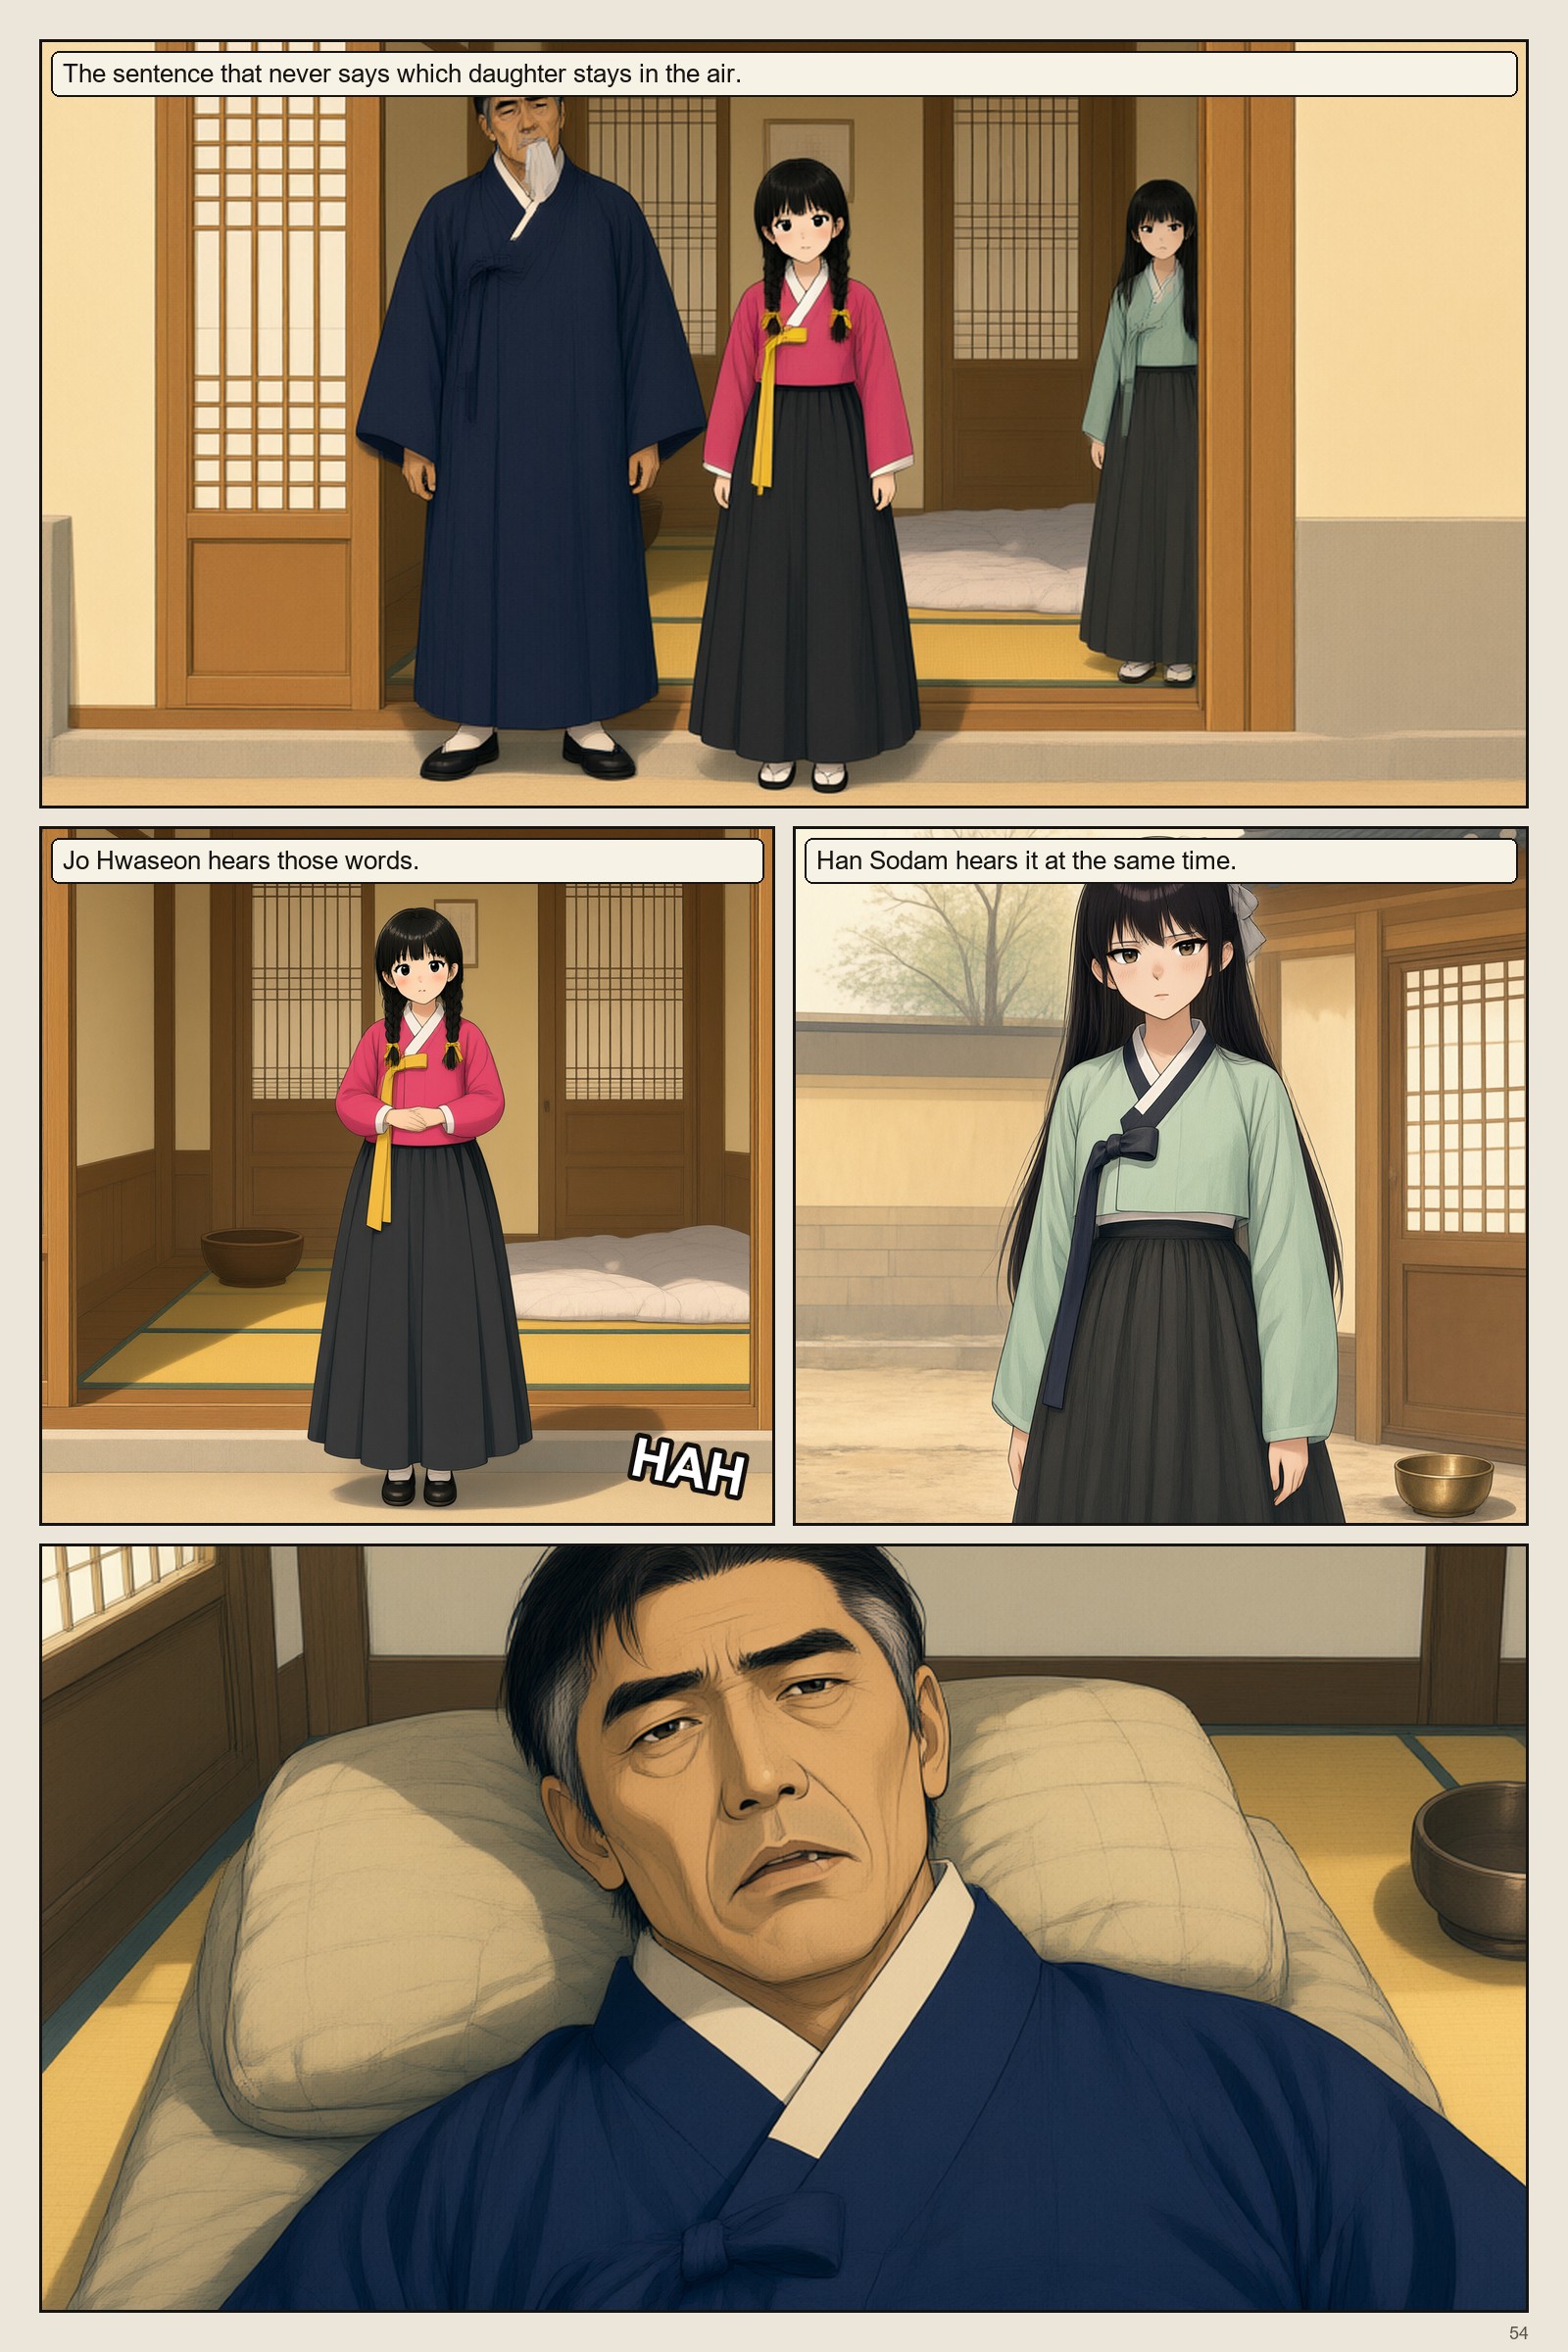 The sentence that never says which daughter stays in the air.
Jo Hwaseon hears those words.
HAH
Han Sodam hears it at the same time.
54